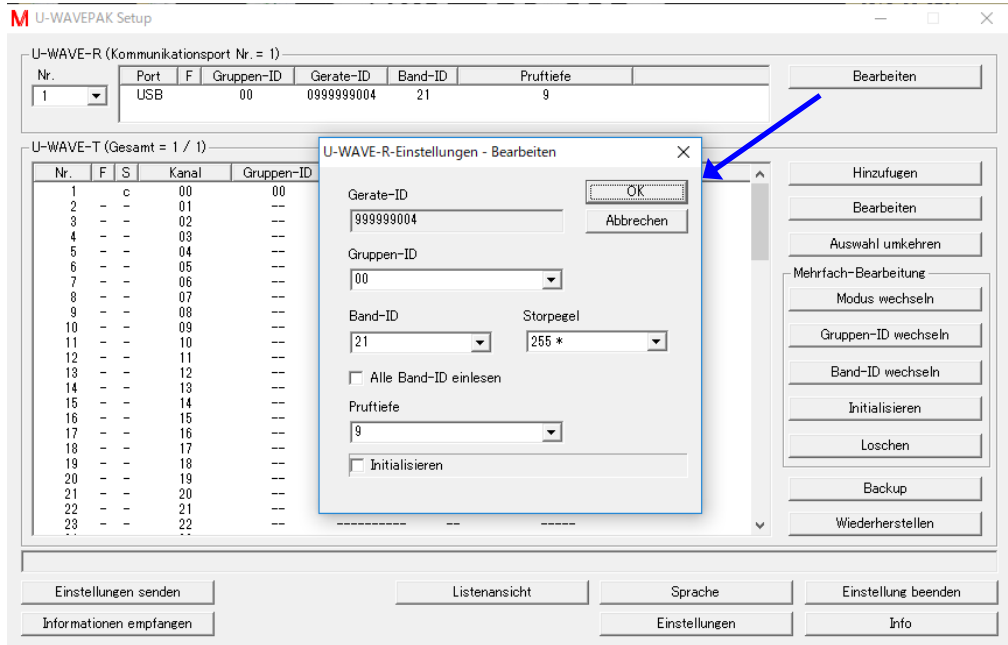 M U-WAVEPAK Setup
U-WAVE-R (Kommunikationsport Nr. = 1)
Nr. Port F Gruppen-ID Gerate-ID Band-ID Pruftiefe
1 USB 00 0999999004 21 9
Bearbeiten
U-WAVE-T (Gesamt = 1 / 1)
Nr. F S Kanal Gruppen-ID
1 c 00 00
2 - - 01 --
3 - - 02 --
4 - - 03 --
5 - - 04 --
6 - - 05 --
7 - - 06 --
8 - - 07 --
9 - - 08 --
10 - - 09 --
11 - - 10 --
12 - - 11 --
13 - - 12 --
14 - - 13 --
15 - - 14 --
16 - - 15 --
17 - - 16 --
18 - - 17 --
19 - - 18 --
20 - - 19 --
21 - - 20 --
22 - - 21 --
23 - - 22 -- ---------- -- -----
U-WAVE-R-Einstellungen - Bearbeiten
Gerate-ID
999999004
OK
Abbrechen
Gruppen-ID
00
Band-ID Storpegel
21 255 *
Alle Band-ID einlesen
Pruftiefe
9
Initialisieren
Hinzufugen
Bearbeiten
Auswahl umkehren
Mehrfach-Bearbeitung
Modus wechseln
Gruppen-ID wechseln
Band-ID wechseln
Initialisieren
Loschen
Backup
Wiederherstellen
Einstellungen senden Listenansicht Sprache Einstellung beenden
Informationen empfangen Einstellungen Info